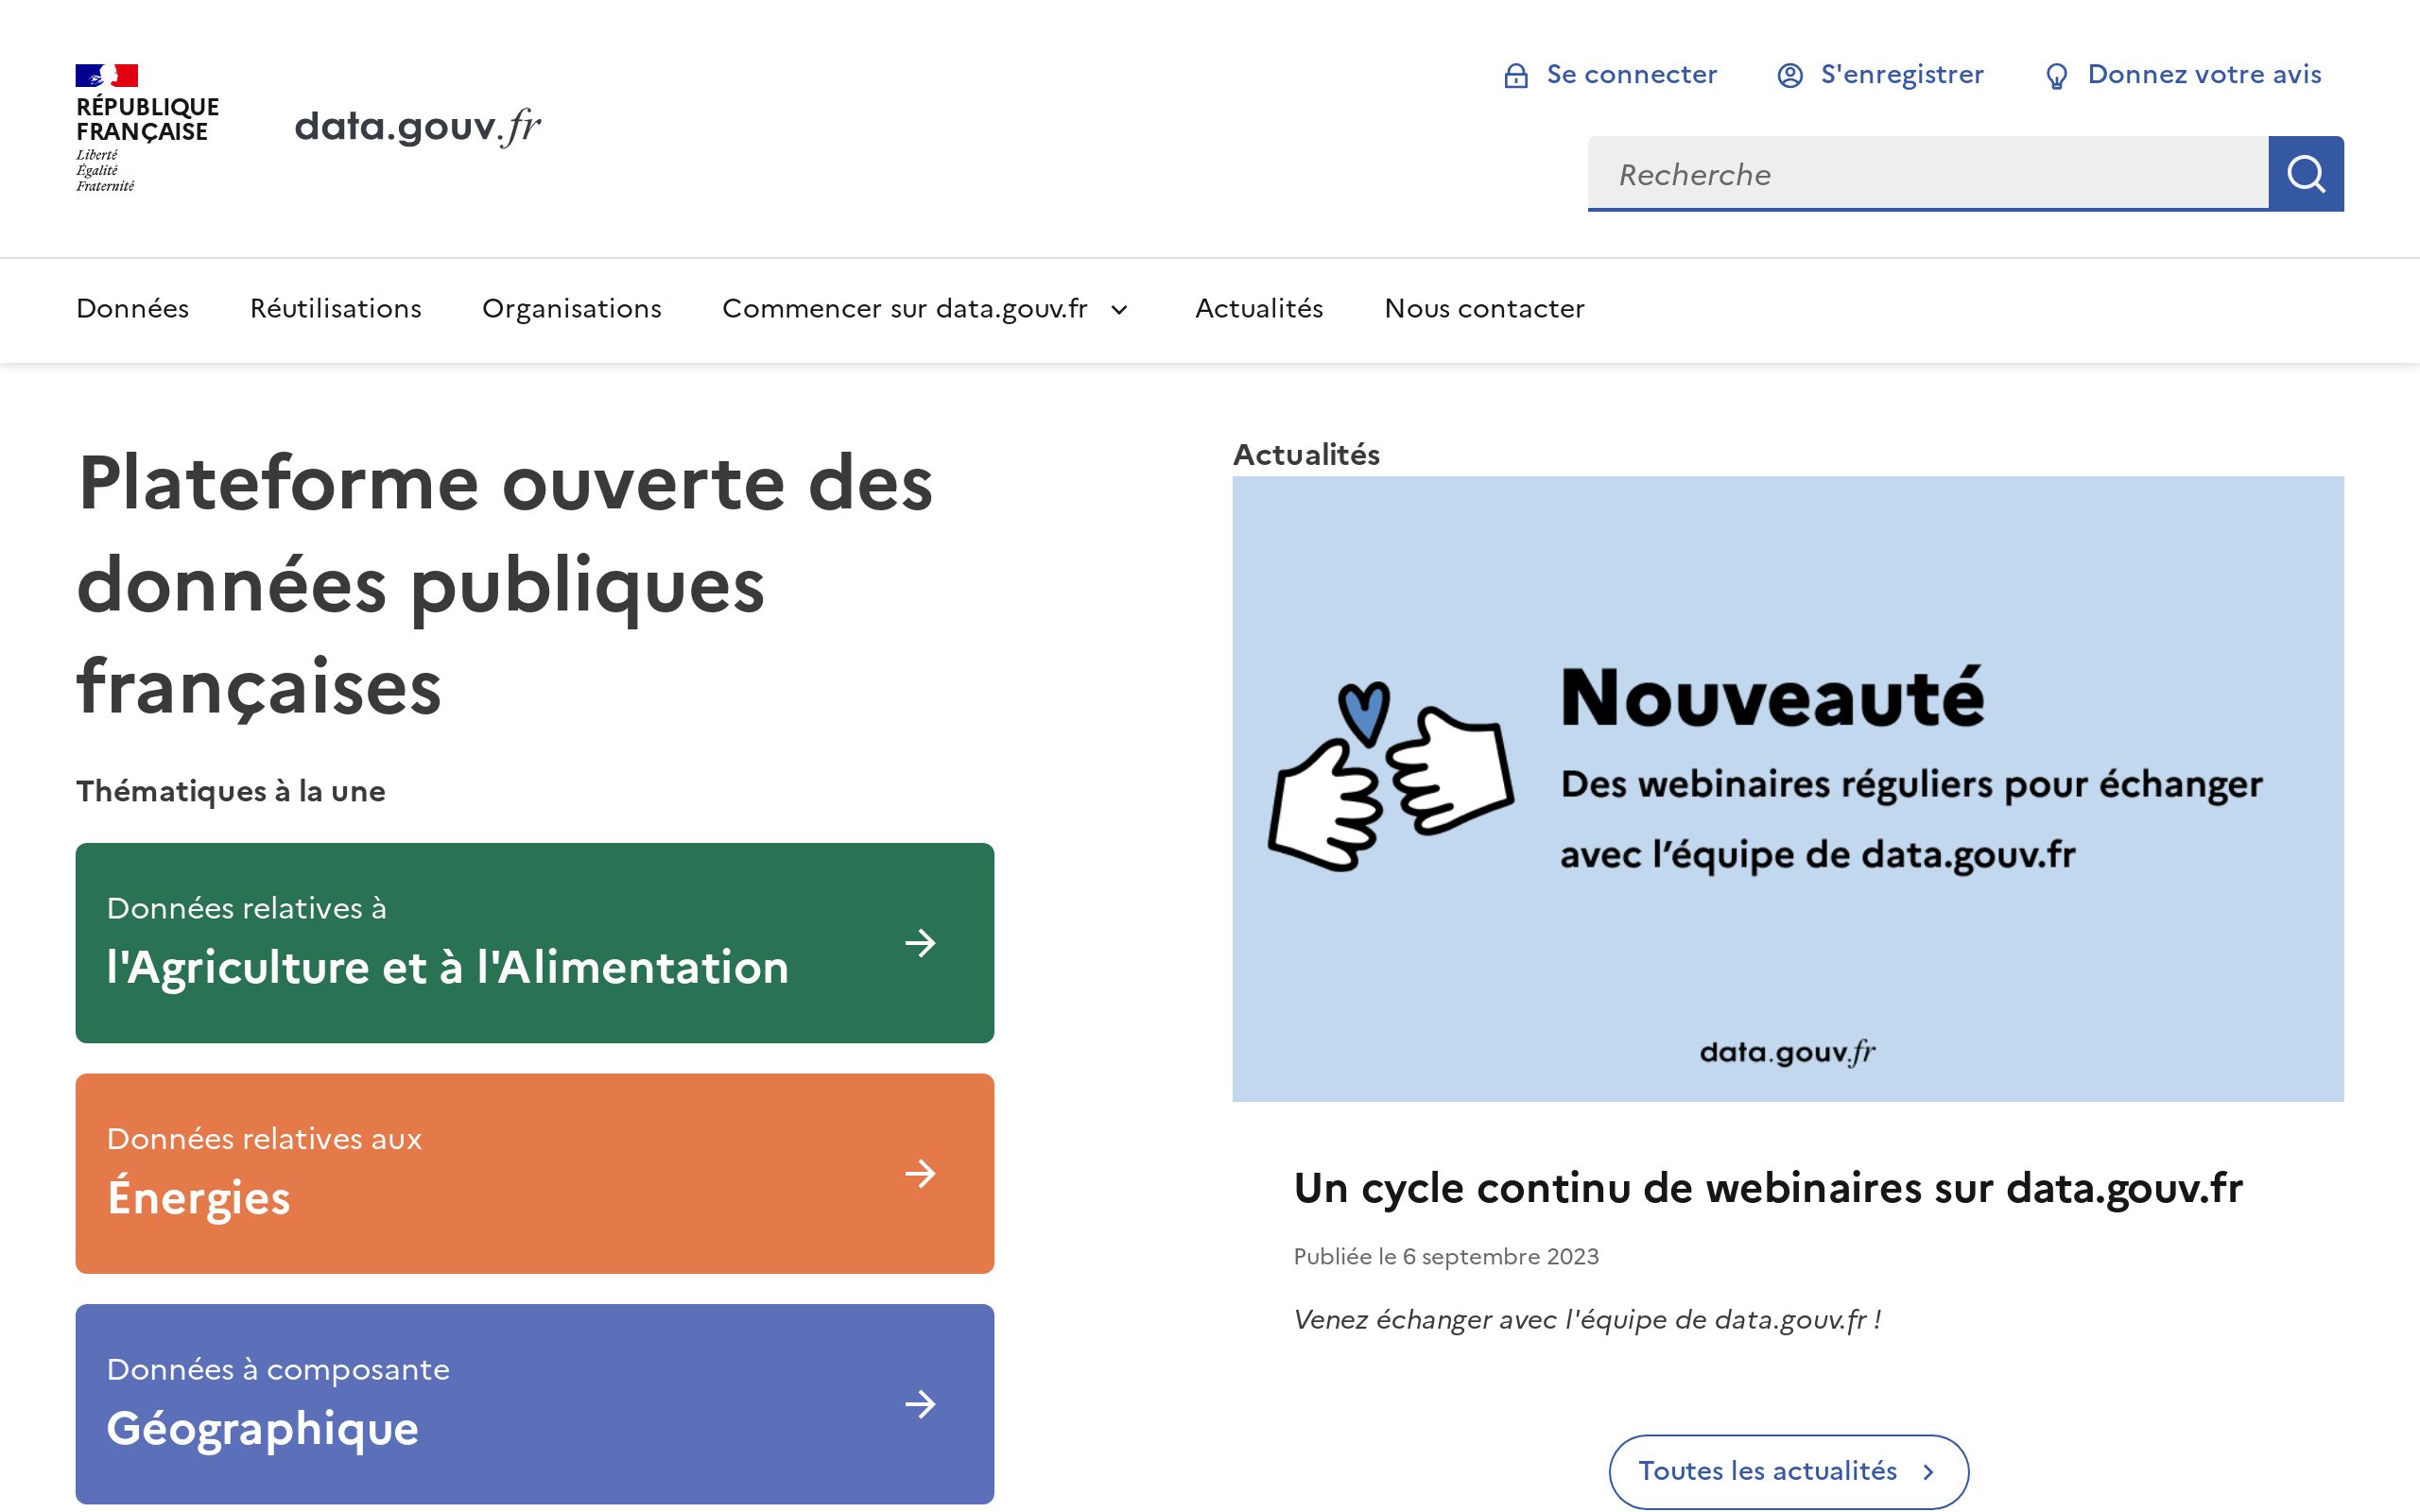 RÉPUBLIQUE
FRANÇAISE
Liberté
Égalité
Fraternité
data.gouv.fr
Se connecter
S'enregistrer
Donnez votre avis
Recherche
Données
Réutilisations
Organisations
Commencer sur data.gouv.fr
Actualités
Nous contacter
Plateforme ouverte des
données publiques
françaises
Thématiques à la une
Données relatives à
l'Agriculture et à l'Alimentation
Données relatives aux
Énergies
Données à composante
Géographique
Actualités
Nouveauté
Des webinaires réguliers pour échanger
avec l’équipe de data.gouv.fr
data.gouv.fr
Un cycle continu de webinaires sur data.gouv.fr
Publiée le 6 septembre 2023
Venez échanger avec l'équipe de data.gouv.fr !
Toutes les actualités